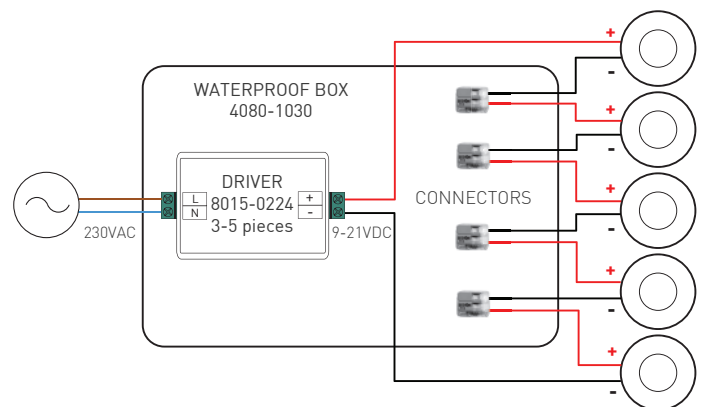 WATERPROOF BOX
4080-1030
DRIVER
8015-0224
3-5 pieces
L
N
+
-
230VAC
9-21VDC
CONNECTORS
+
-
+
-
+
-
+
-
+
-